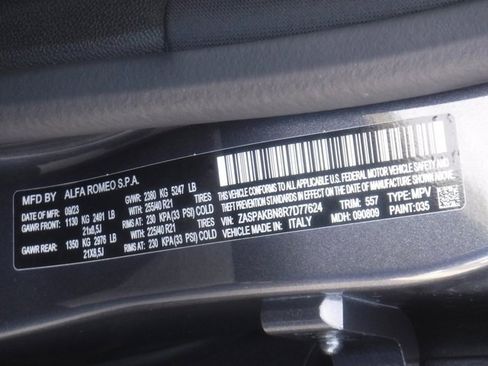 MFD BY: ALFA ROMEO S.P.A.
09/23 GVWR: 2380 KG 5247 LB
GAWR FRONT: 1130 KG 2491 LB WITH: 255/40 R21 TIRES
21x8,5J RIMS AT: 230 KPA (33 PSI) COLD
GAWR REAR: 1350 KG 2976 LB WITH: 225/40 R21 TIRES
21X8,5J RIMS AT: 230 KPA (33 PSI) COLD
THIS VEHICLE CONFORMS TO ALL APPLICABLE U.S. FEDERAL MOTOR VEHICLE SAFETY AND
THEFT PREVENTION STANDARDS IN EFFECT ON THE DATE OF MANUFACTURE SHOWN ABOVE.
VIN: ZASPAKBN8R7D77624 TYPE: MPV
VEHICLE MADE IN: ITALY TRIM: 557 PAINT: 035
MDH: 090809